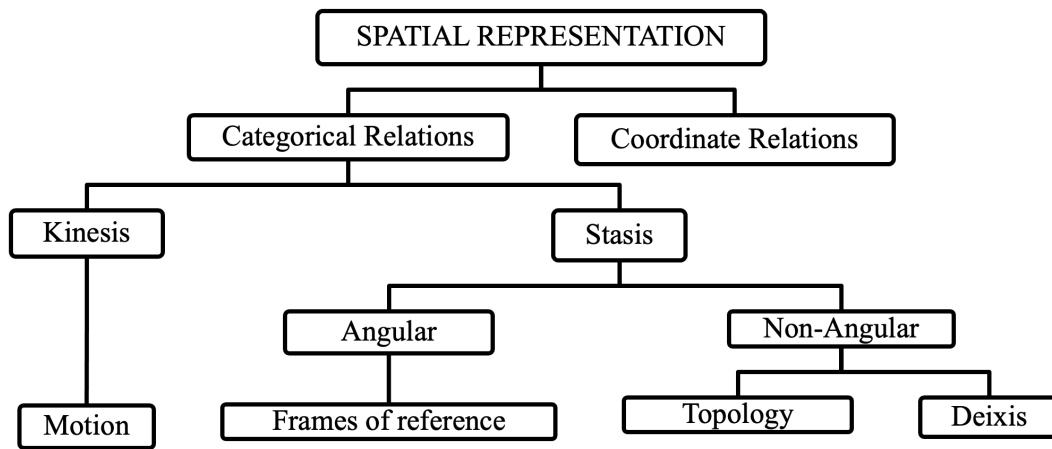 SPATIAL REPRESENTATION
Categorical Relations
Coordinate Relations
Kinesis
Stasis
Angular
Non-Angular
Motion
Frames of reference
Topology
Deixis